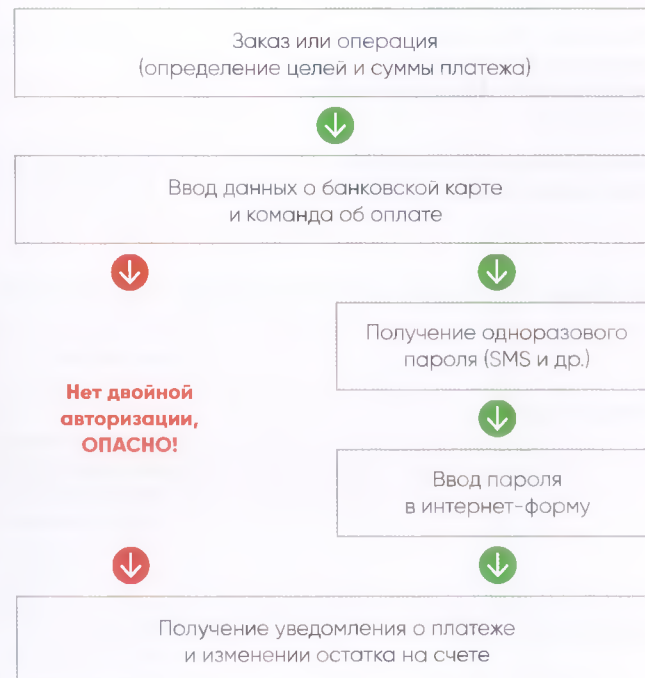 Заказ или операция
(определение целей и суммы платежа)
Ввод данных о банковской карте
и команда об оплате
Получение одноразового
пароля (SMS и др.)
Нет двойной
авторизации,
ОПАСНО!
Ввод пароля
в интернет-форму
Получение уведомления о платеже
и изменении остатка на счете